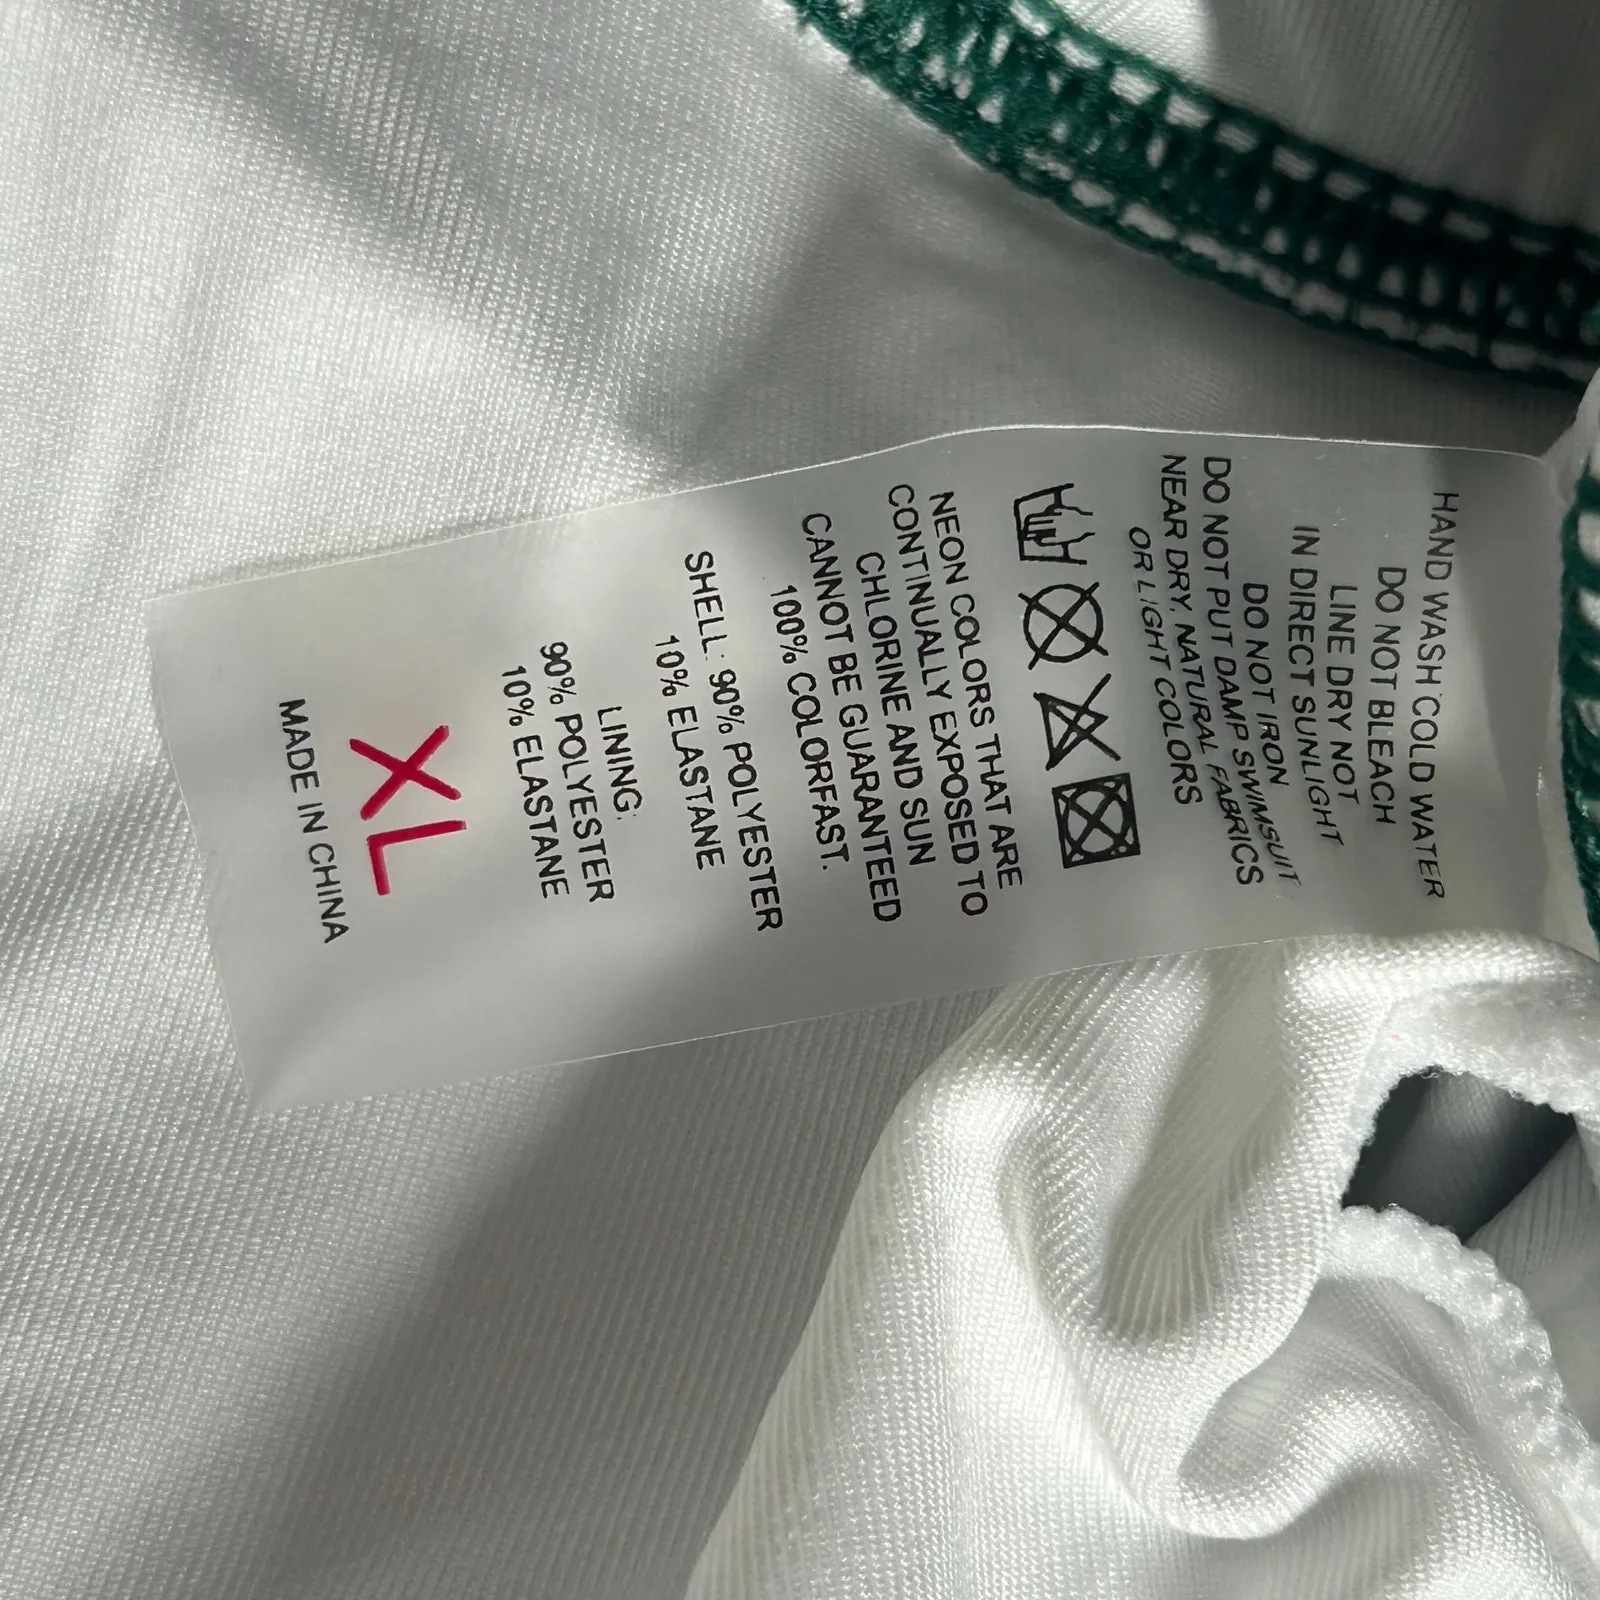 HAND WASH COLD WATER
DO NOT BLEACH
LINE DRY NOT
IN DIRECT SUNLIGHT
DO NOT IRON
DO NOT PUT DAMP SWIMSUIT
NEAR DRY, NATURAL FABRICS
OR LIGHT COLORS
NEON COLORS THAT ARE
CONTINUALLY EXPOSED TO
CHLORINE AND SUN
CANNOT BE GUARANTEED
100% COLORFAST.
SHELL: 90% POLYESTER
10% ELASTANE
LINING:
90% POLYESTER
10% ELASTANE
XL
MADE IN CHINA